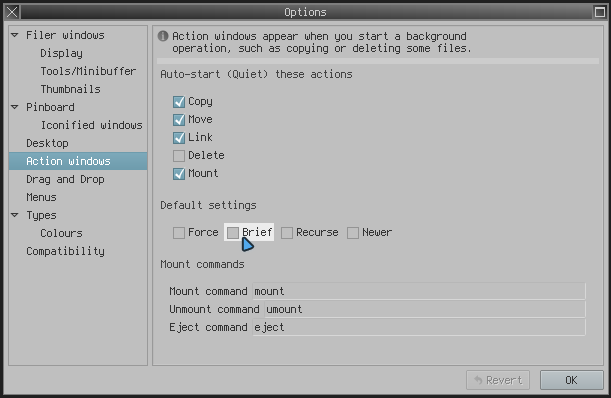 Options
Filer windows
Display
Tools/Minibuffer
Thumbnails
Pinboard
Iconified windows
Desktop
Action windows
Drag and Drop
Menus
Types
Colours
Compatibility
Action windows appear when you start a background
operation, such as copying or deleting some files.
Auto-start (Quiet) these actions
Copy
Move
Link
Delete
Mount
Default settings
Force Brief Recurse Newer
Mount commands
Mount command mount
Unmount command umount
Eject command eject
Revert OK